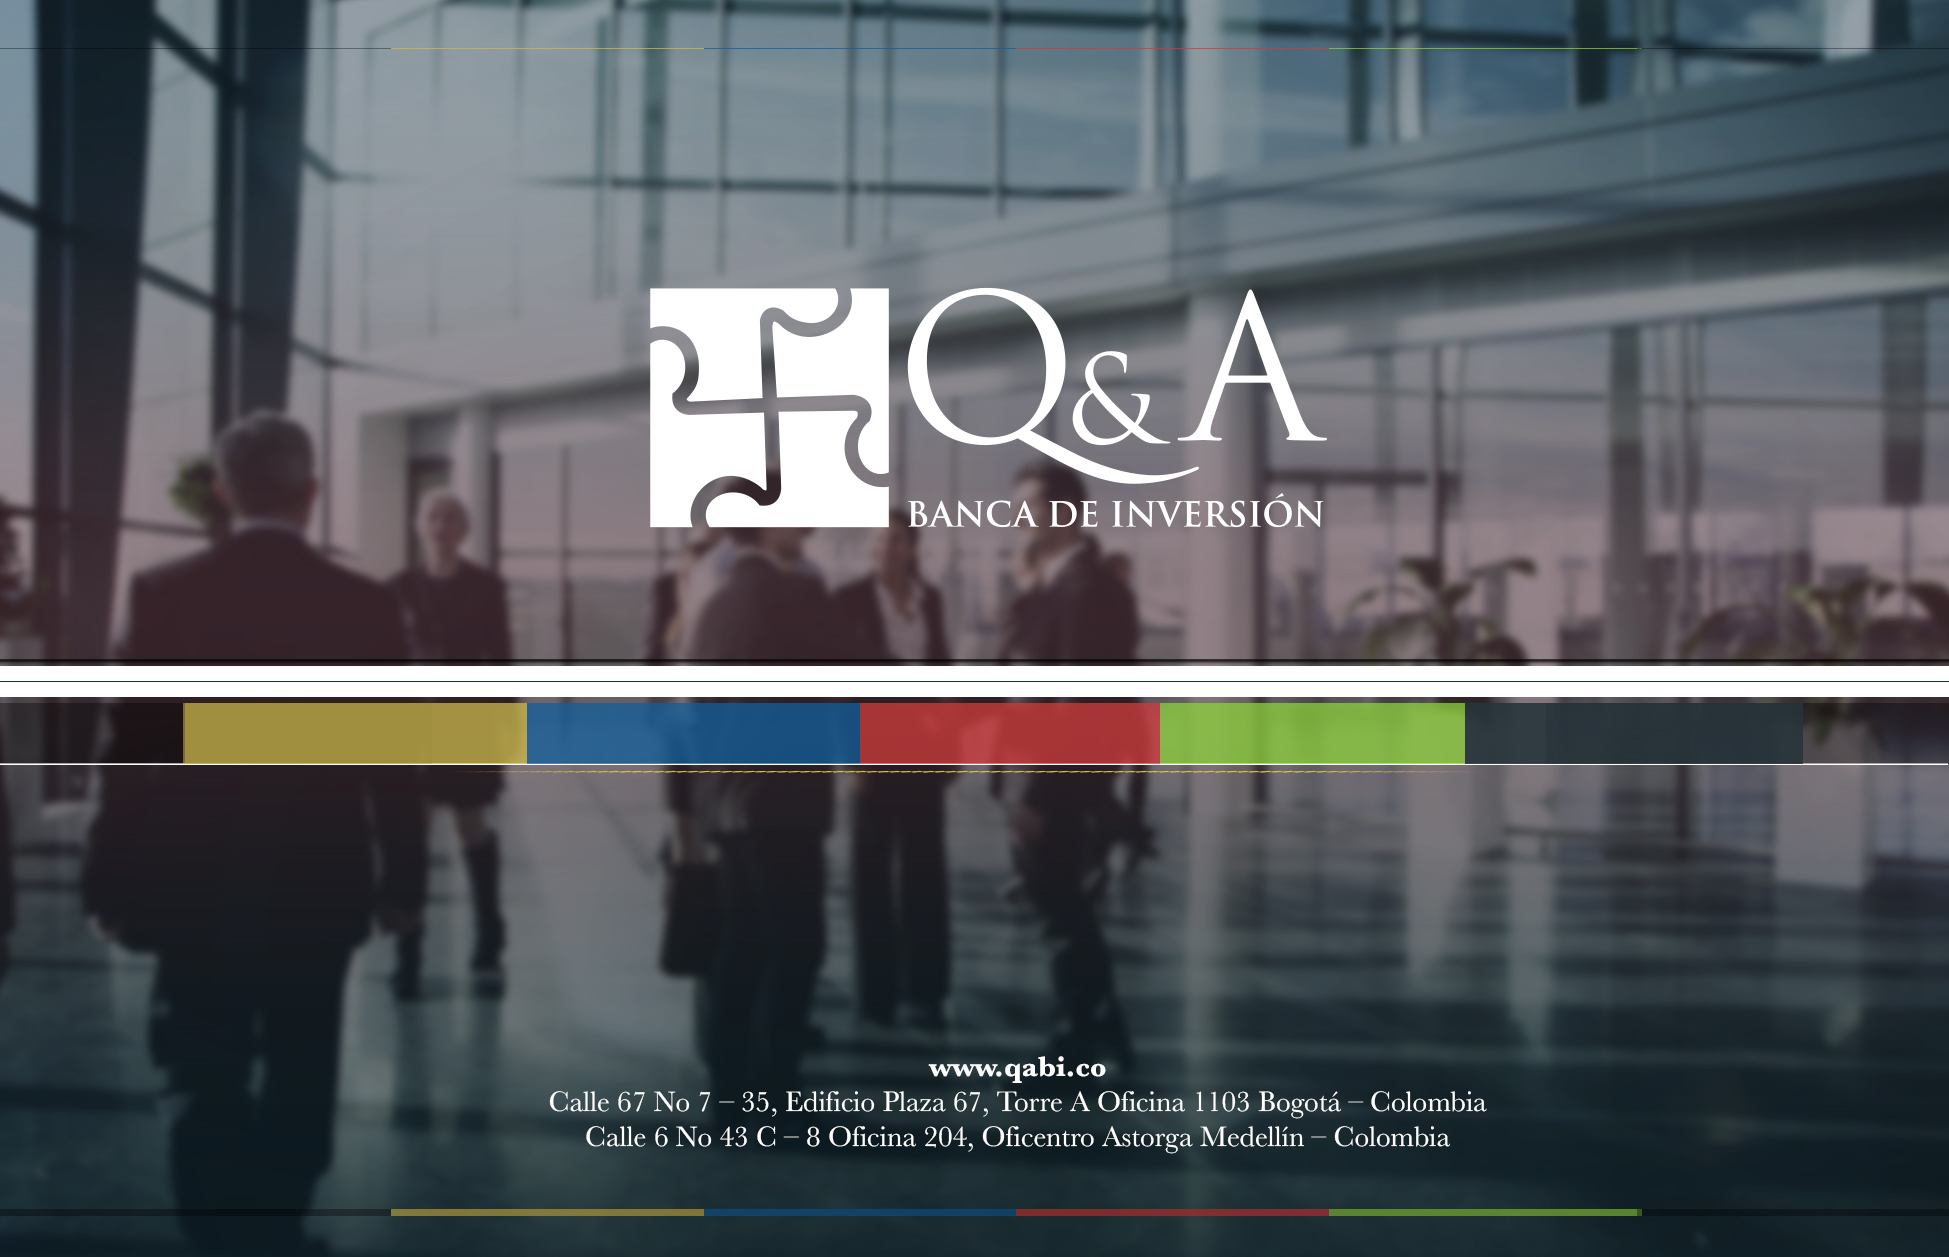 Q&A
BANCA DE INVERSIÓN
www.qabi.co
Calle 67 No 7 – 35, Edificio Plaza 67, Torre A Oficina 1103 Bogotá – Colombia
Calle 6 No 43 C – 8 Oficina 204, Oficentro Astorga Medellín – Colombia